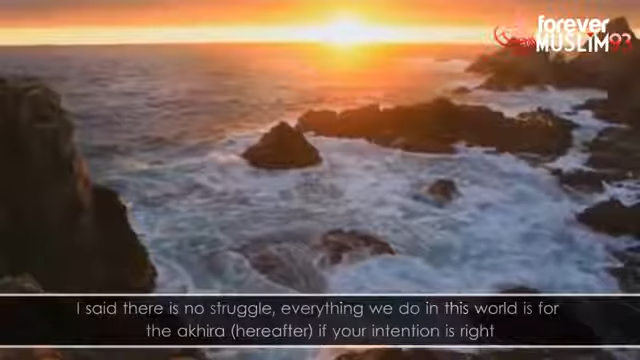 forever
MUSLIM93
I said there is no struggle, everything we do in this world is for
the akhira (hereafter) if your intention is right